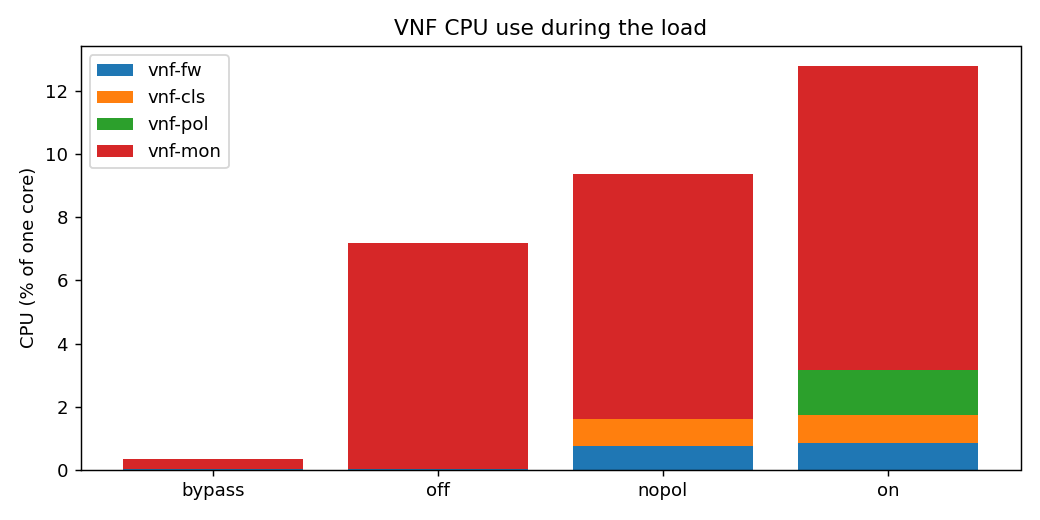 VNF CPU use during the load
vnf-fw
vnf-cls
vnf-pol
vnf-mon
CPU (% of one core)
12
10
8
6
4
2
0
bypass
off
nopol
on